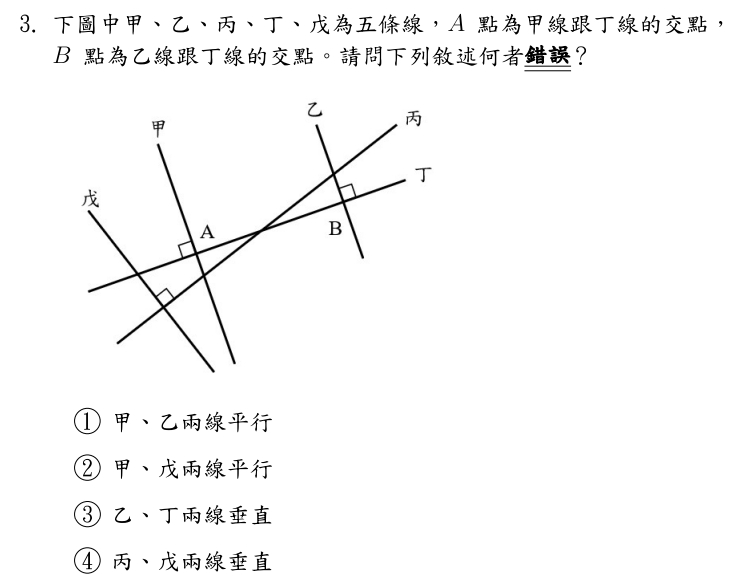 3. 下圖中甲、乙、丙、丁、戊為五條線，A 點為甲線跟丁線的交點，
B 點為乙線跟丁線的交點。請問下列敘述何者錯誤？
乙
丙
甲
丁
戊
A
B
① 甲、乙兩線平行
② 甲、戊兩線平行
③ 乙、丁兩線垂直
④ 丙、戊兩線垂直